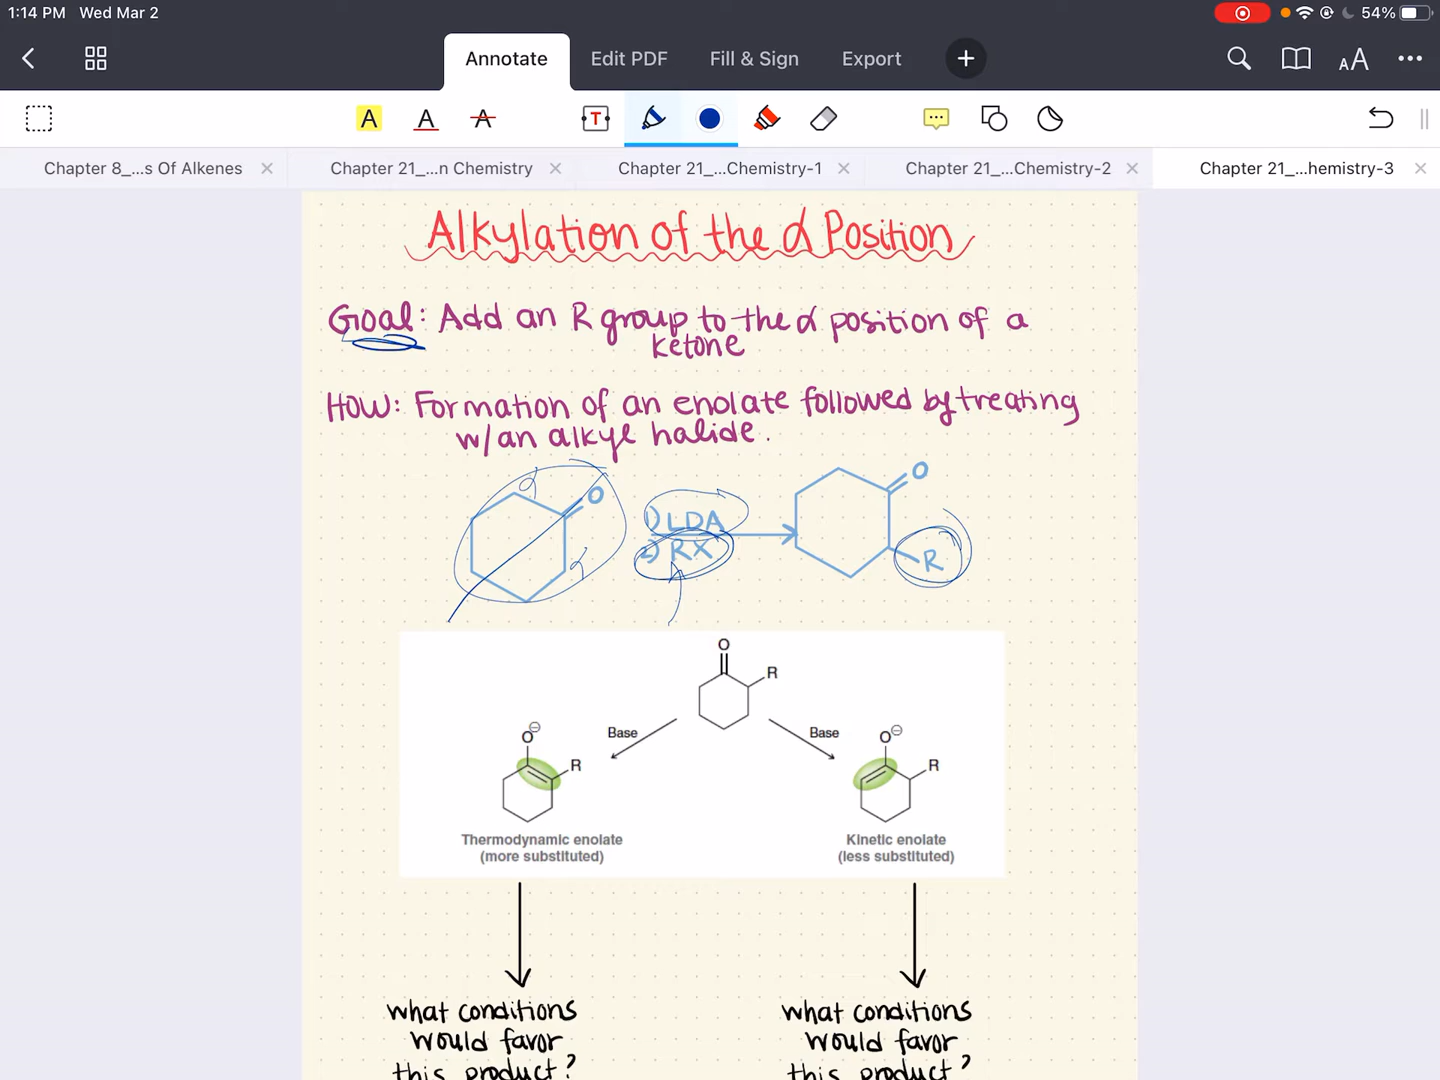 1:14 PM Wed Mar 2
54%
Annotate Edit PDF Fill & Sign Export
A A A T AA
Chapter 8_...s Of Alkenes
Chapter 21_...n Chemistry
Chapter 21_...Chemistry-1
Chapter 21_...Chemistry-2
Chapter 21_...hemistry-3
Alkylation of the α Position
Goal: Add an R group to the α position of a
ketone
HOW: Formation of an enolate followed by treating
w/an alkyl halide.
α
O
α
1) LDA
2) RX
O
R
O
R
Base
Base
O⊖
R
O⊖
R
Thermodynamic enolate
(more substituted)
Kinetic enolate
(less substituted)
what conditions
would favor
this product?
what conditions
would favor
this product?